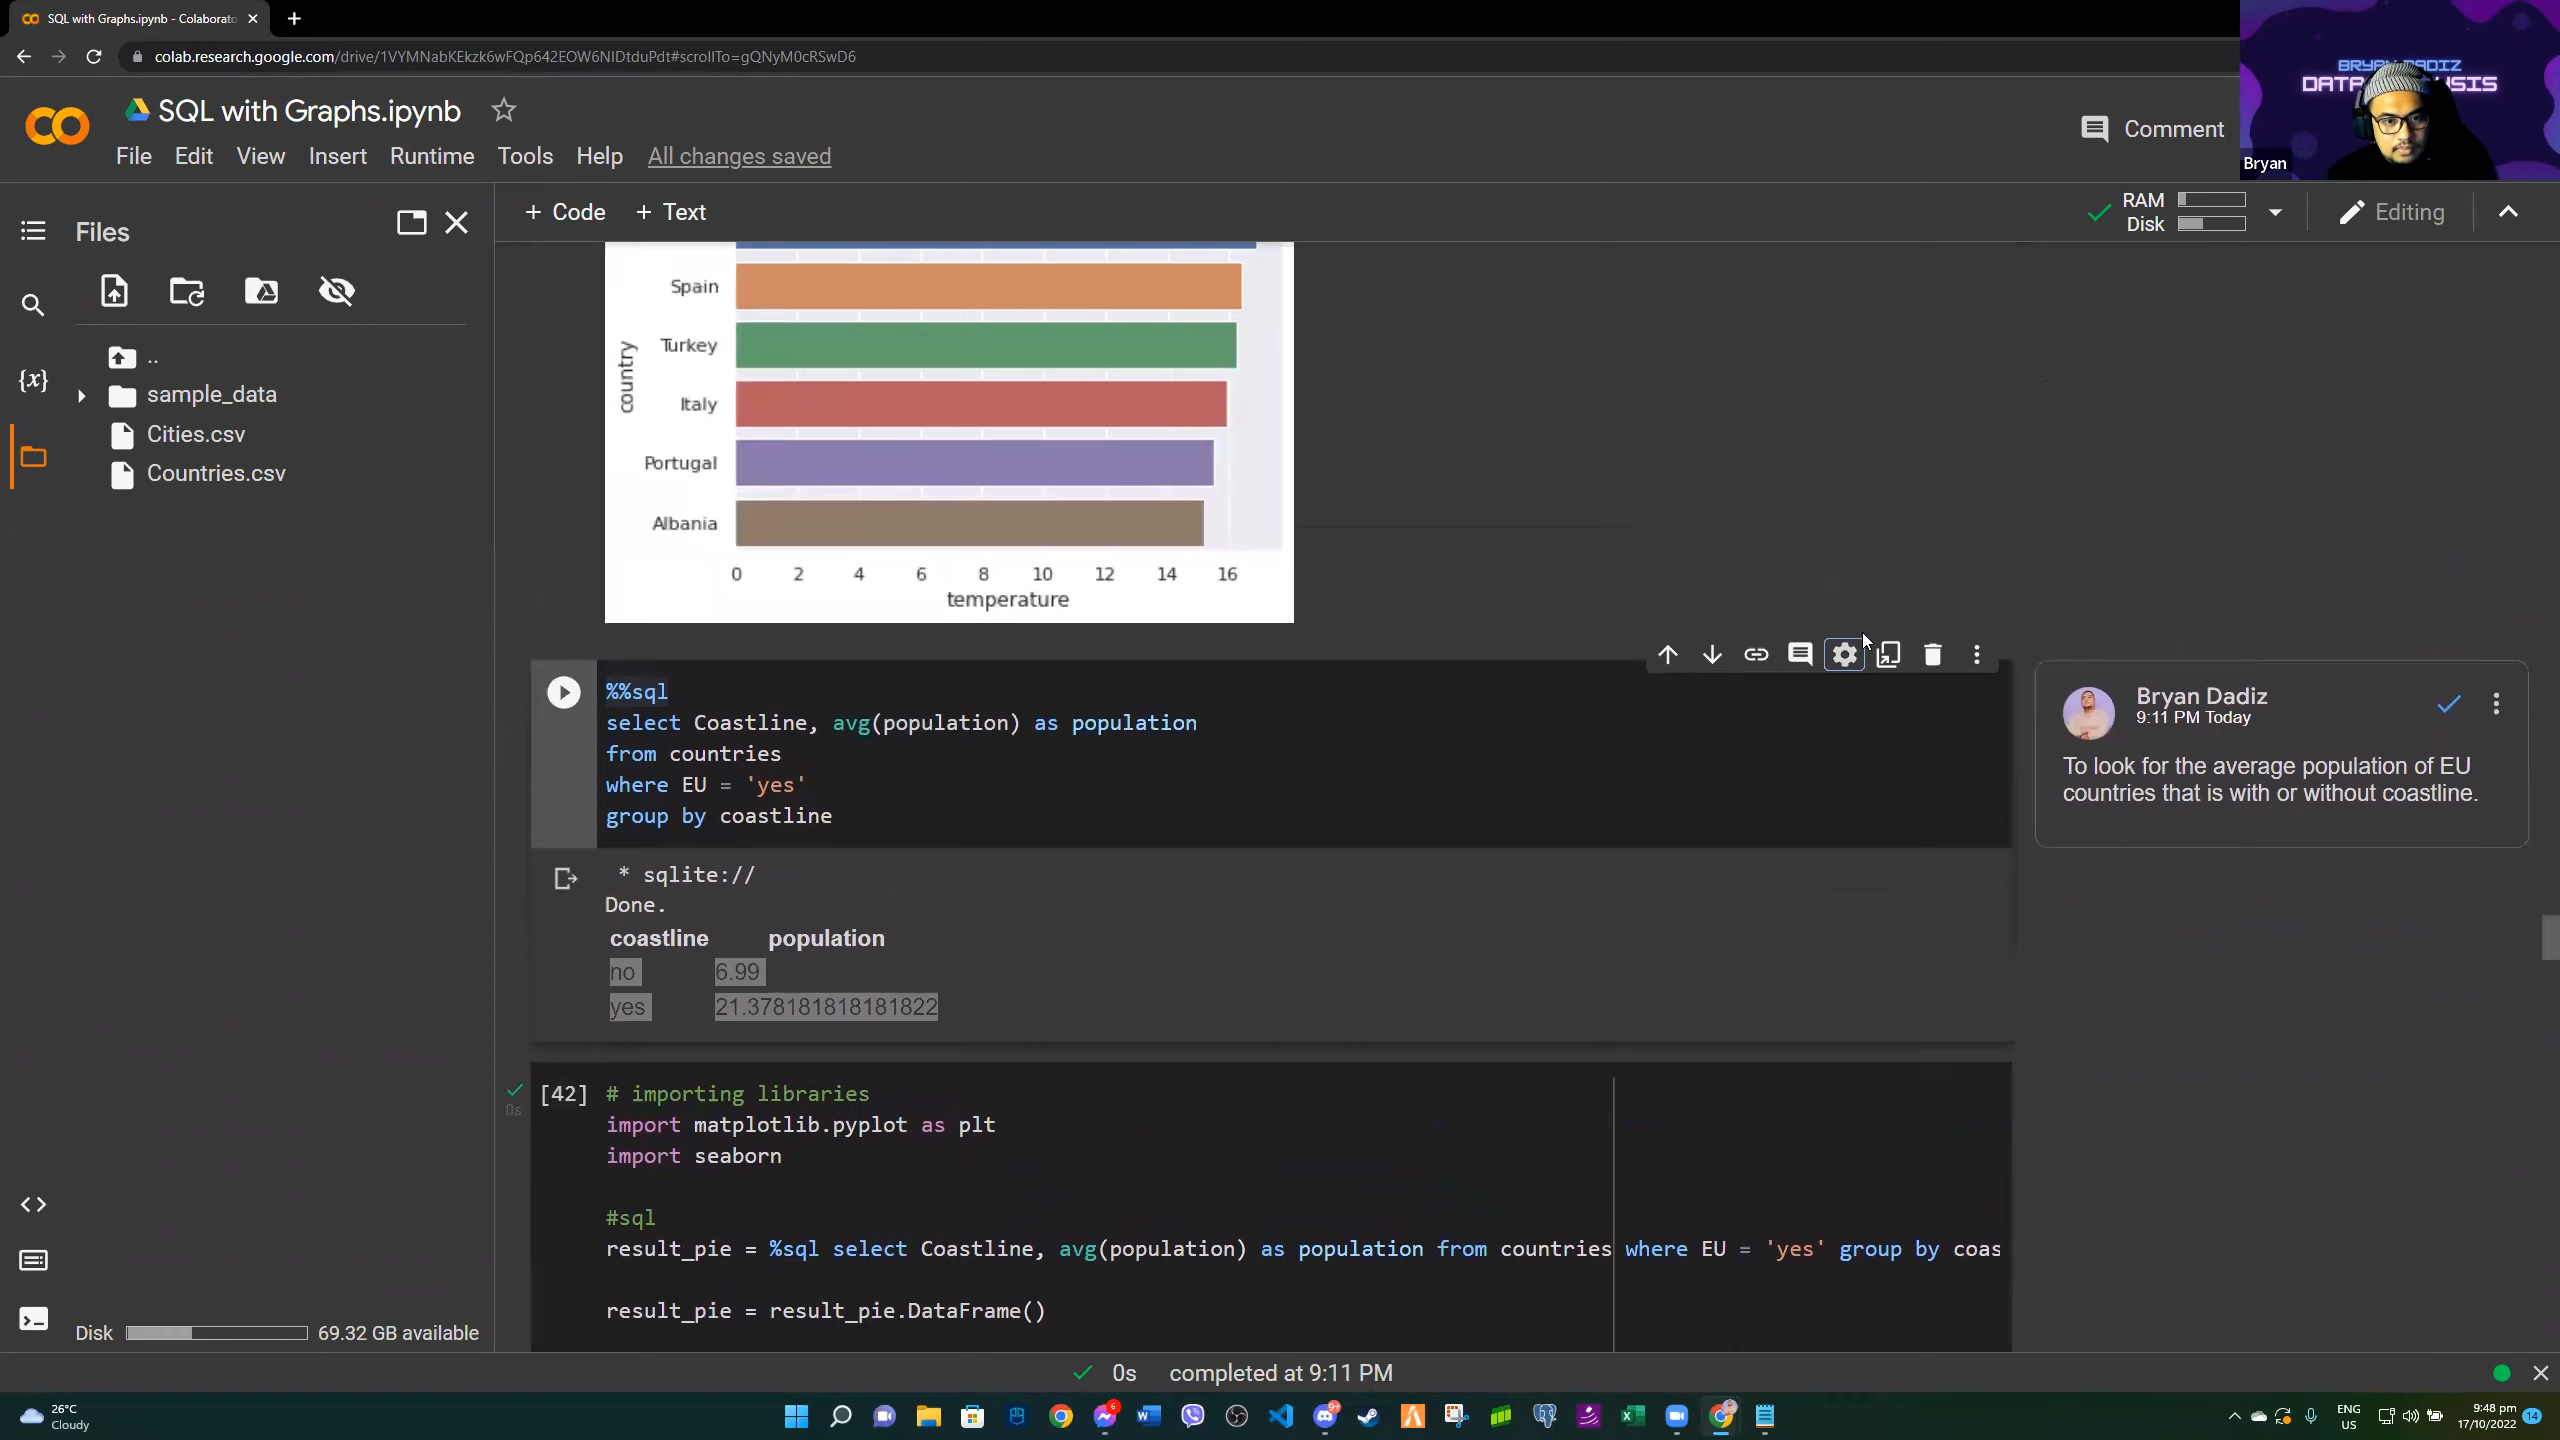 SQL with Graphs.ipynb - Colaborato
colab.research.google.com/drive/1VYMNabKEkzk6wFQp642EOW6NIDtduPdt#scrollTo=gQNyM0cRSwD6
BRYAN DADIZ
Bryan
SQL with Graphs.ipynb
Comment
File Edit View Insert Runtime Tools Help All changes saved
Files
+ Code + Text
RAM
Disk
Editing
..
sample_data
Cities.csv
Countries.csv
{x}
country
Spain
Turkey
Italy
Portugal
Albania
0 2 4 6 8 10 12 14 16
temperature
%%sql
select Coastline, avg(population) as population
from countries
where EU = 'yes'
group by coastline
Bryan Dadiz
9:11 PM Today
To look for the average population of EU
countries that is with or without coastline.
* sqlite://
Done.
coastline population
no 6.99
yes 21.378181818181822
[42] # importing libraries
0s
import matplotlib.pyplot as plt
import seaborn
#sql
result_pie = %sql select Coastline, avg(population) as population from countries where EU = 'yes' group by coas
result_pie = result_pie.DataFrame()
Disk 69.32 GB available
0s completed at 9:11 PM
26°C
Cloudy
6
9+
ENG
US
9:48 pm
17/10/2022
14